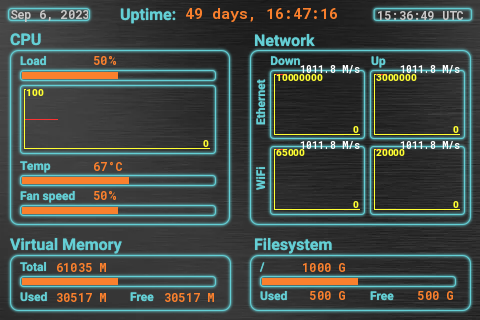 Sep 6, 2023 Uptime: 49 days, 16:47:16 15:36:49 UTC
CPU
Load 50%
100
0
Temp 67°C
Fan speed 50%
Network
Down Up
Ethernet
1011.8 M/s 1011.8 M/s
10000000 3000000
0 0
WiFi
1011.8 M/s 1011.8 M/s
65000 20000
0 0
Virtual Memory
Total 61035 M
Used 30517 M Free 30517 M
Filesystem
/ 1000 G
Used 500 G Free 500 G